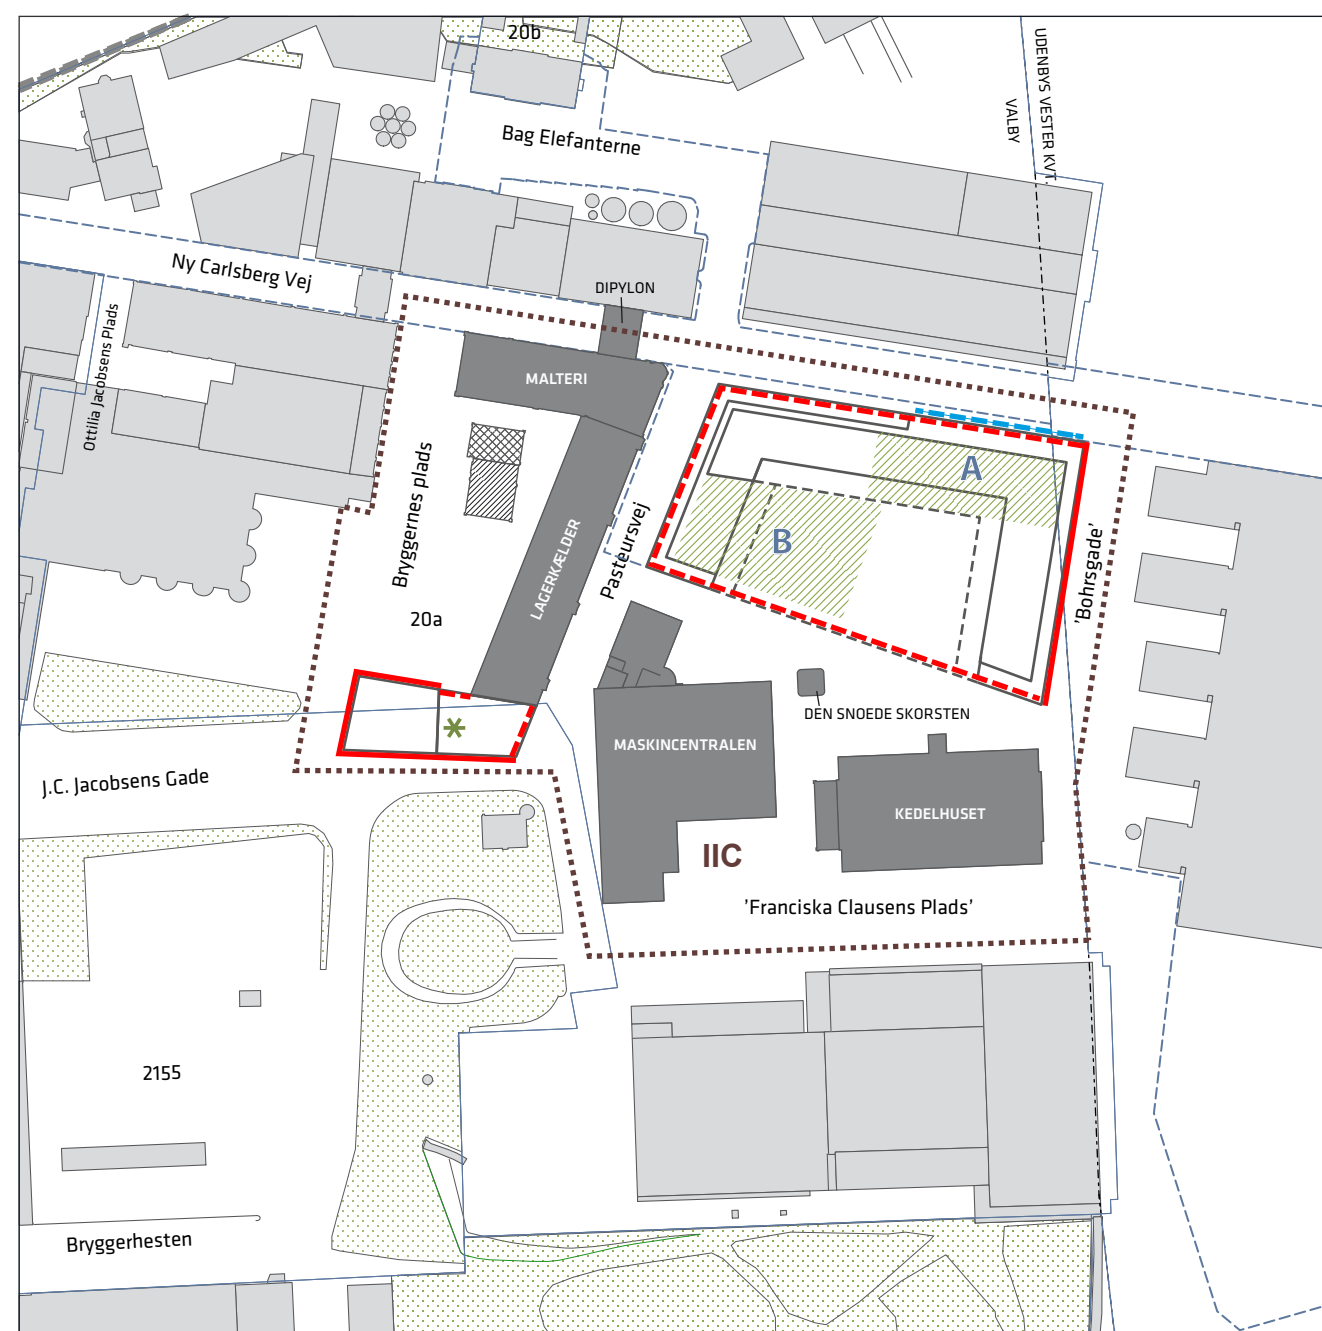 20b
UDENBYS VESTER KVT
VALBY
Bag Elefanterne
Ny Carlsberg Vej
DIPYLON
Ottilia Jacobsens Plads
MALTERI
Bryggernes plads
A
B
LAGERKÆLDER
Pasteursvej
'Bohrsgade'
20a
DEN SNOEDE SKORSTEN
MASKINCENTRALEN
J.C. Jacobsens Gade
KEDELHUSET
IIC
'Franciska Clausens Plads'
2155
Bryggerhesten